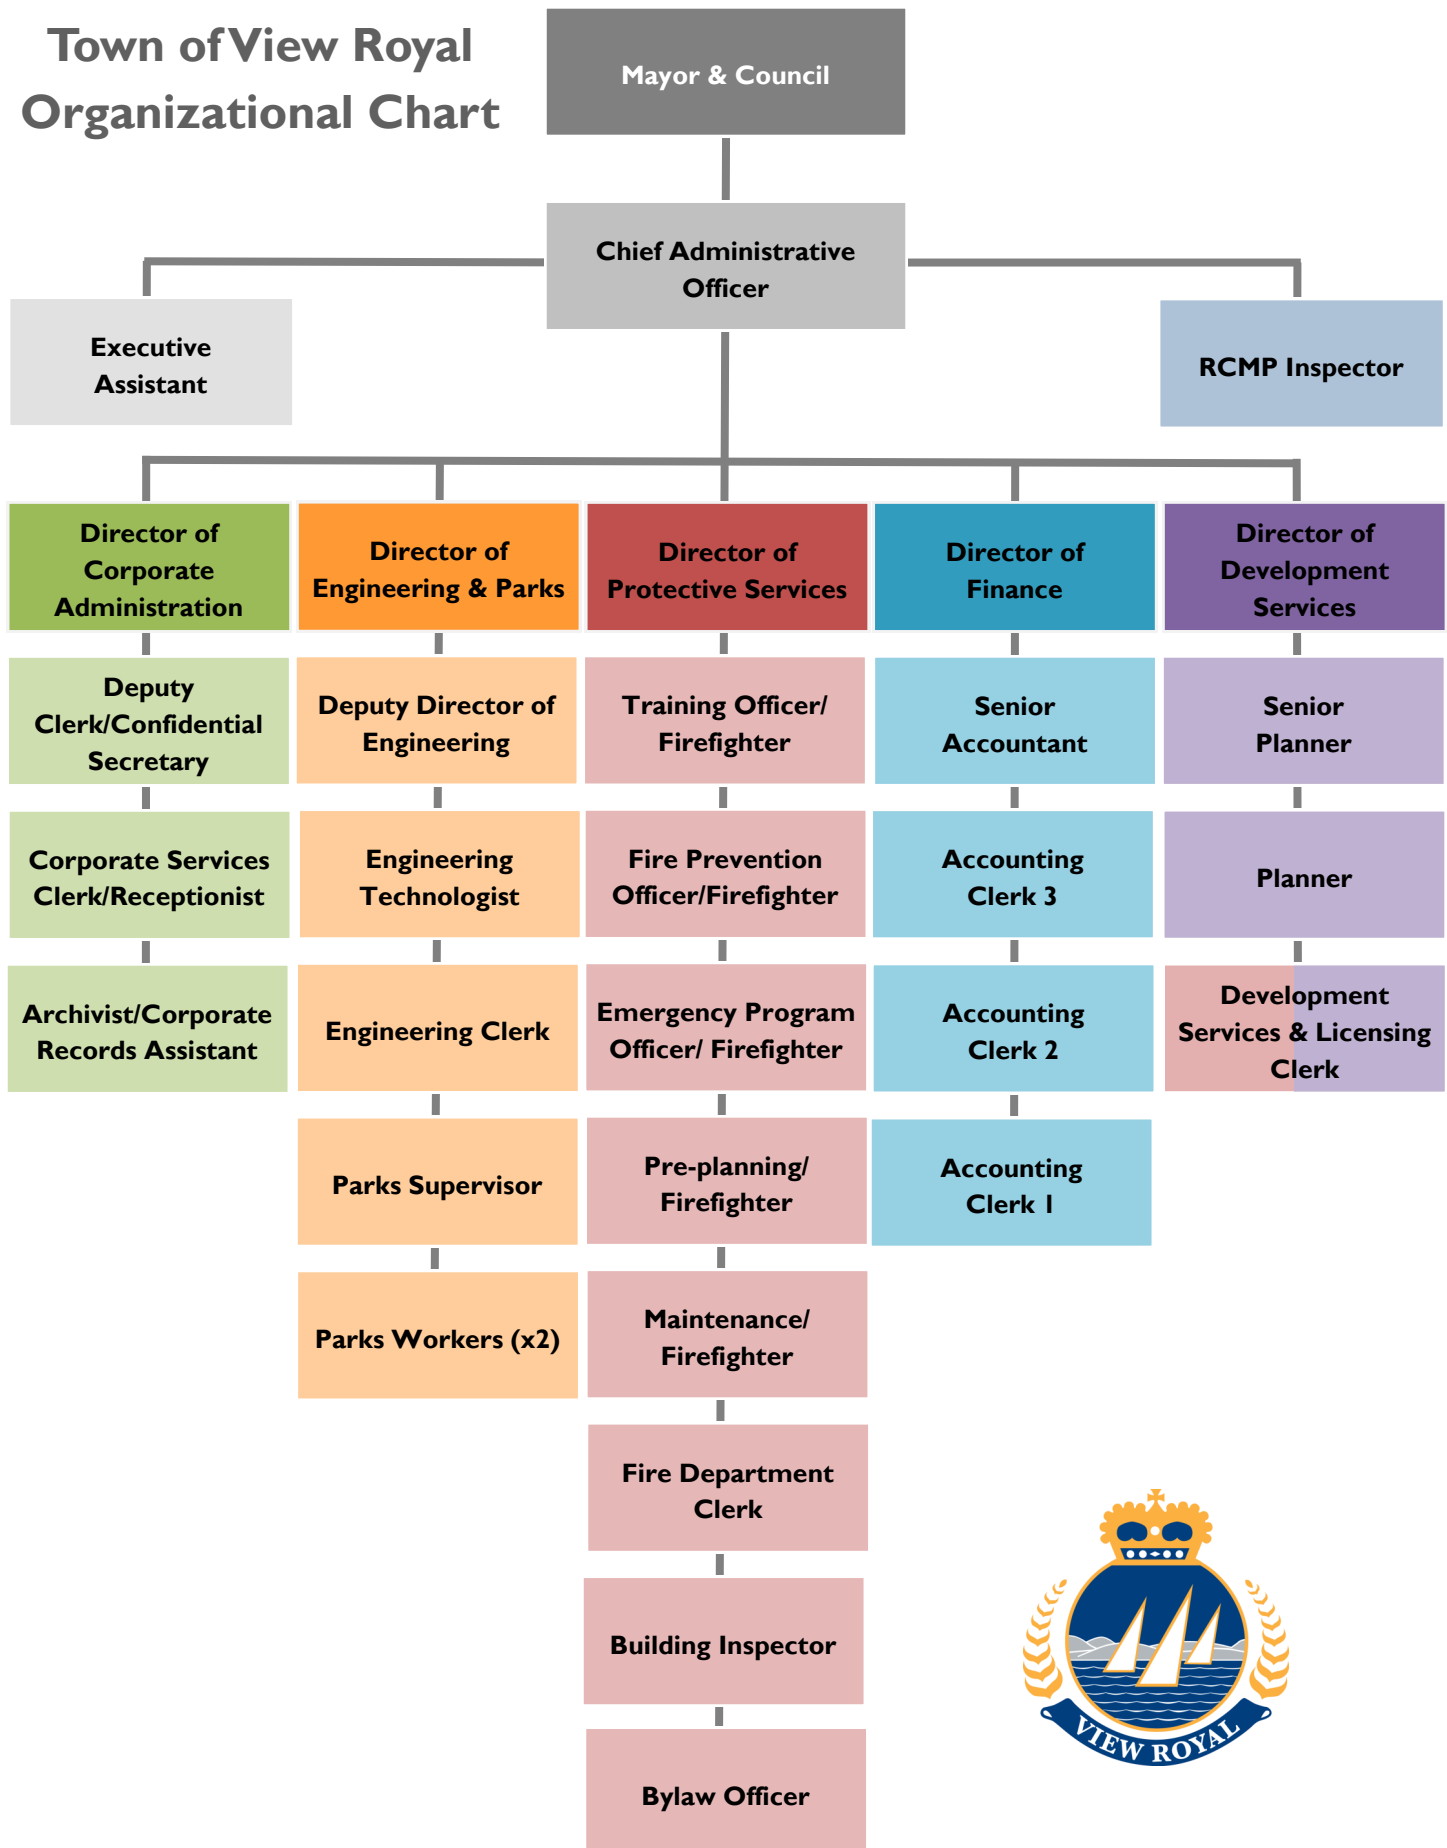 Town of View Royal
Organizational Chart
Mayor & Council
Chief Administrative
Officer
Executive
Assistant
RCMP Inspector
Director of
Corporate
Administration
Deputy
Clerk/Confidential
Secretary
Corporate Services
Clerk/Receptionist
Archivist/Corporate
Records Assistant
Director of
Engineering & Parks
Deputy Director of
Engineering
Engineering
Technologist
Engineering Clerk
Parks Supervisor
Parks Workers (x2)
Director of
Protective Services
Training Officer/
Firefighter
Fire Prevention
Officer/Firefighter
Emergency Program
Officer/ Firefighter
Pre-planning/
Firefighter
Maintenance/
Firefighter
Fire Department
Clerk
Building Inspector
Bylaw Officer
Director of
Finance
Senior
Accountant
Accounting
Clerk 3
Accounting
Clerk 2
Accounting
Clerk 1
Director of
Development
Services
Senior
Planner
Planner
Development
Services & Licensing
Clerk
VIEW ROYAL